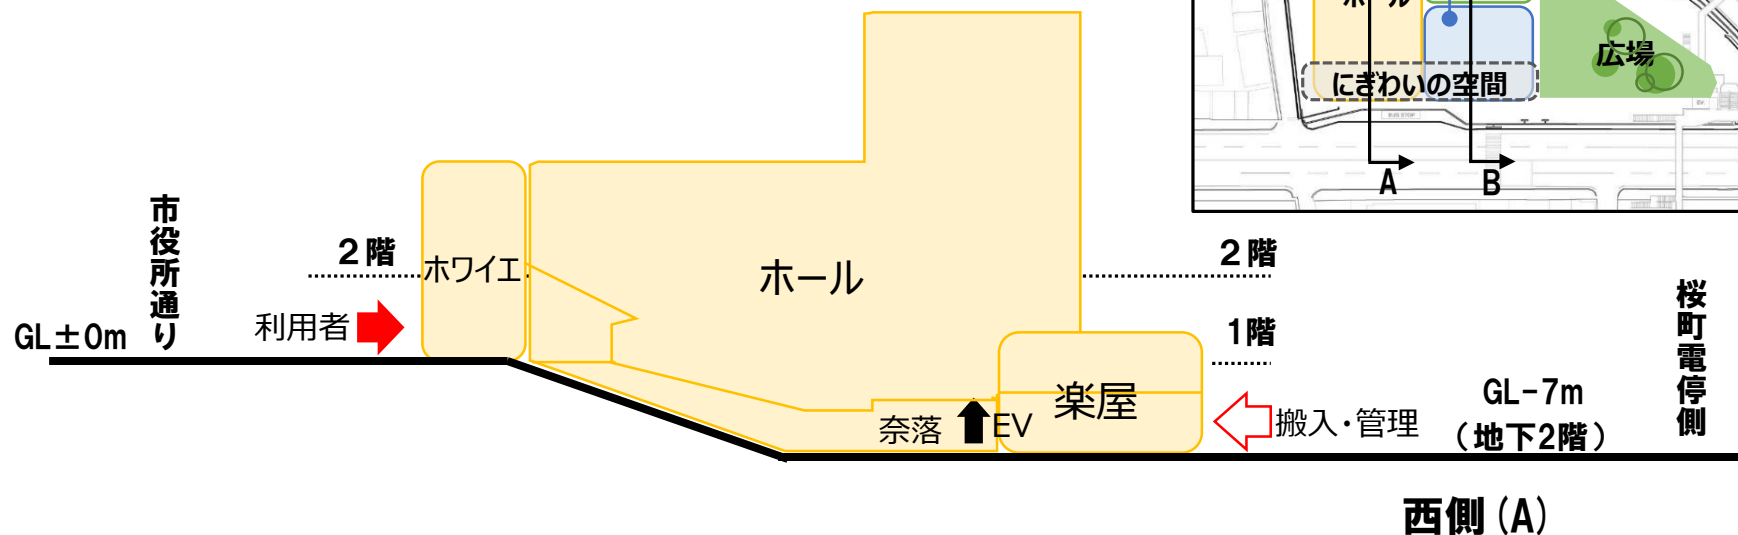 ホール
広場
にぎわいの空間
BUS STOP
A
B
市役所通り
2階
ホワイエ
ホール
2階
利用者
GL±0m
1階
桜町電停側
楽屋
GL-7m
奈落
EV
搬入・管理
(地下2階)
西側(A)